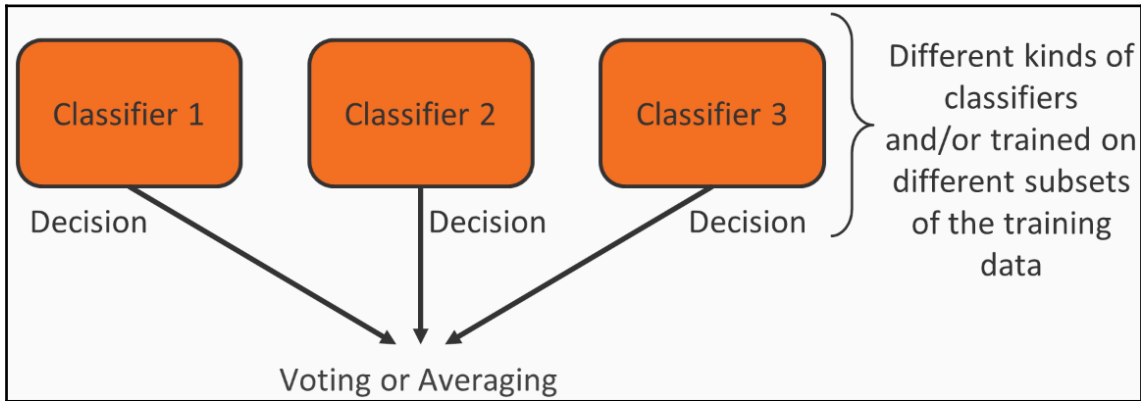 Classifier 1
Classifier 2
Classifier 3
Different kinds of
classifiers
and/or trained on
different subsets
of the training
data
Decision
Decision
Decision
Voting or Averaging